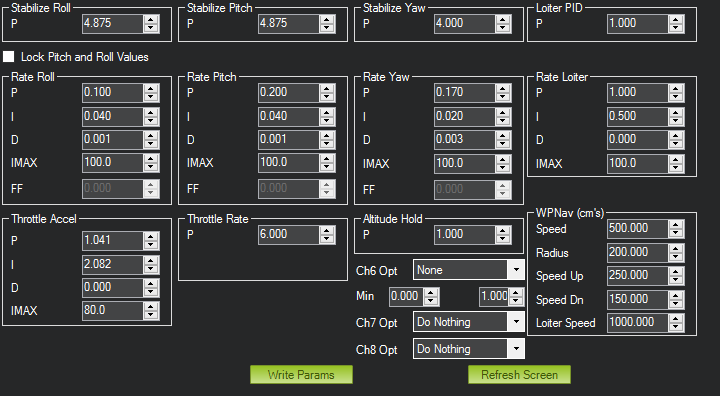 Stabilize Roll
P 4.875
Stabilize Pitch
P 4.875
Stabilize Yaw
P 4.000
Loiter PID
P 1.000
Lock Pitch and Roll Values
Rate Roll
P 0.100
I 0.040
D 0.001
IMAX 100.0
FF 0.000
Rate Pitch
P 0.200
I 0.040
D 0.001
IMAX 100.0
FF 0.000
Rate Yaw
P 0.170
I 0.020
D 0.003
IMAX 100.0
FF 0.000
Rate Loiter
P 1.000
I 0.500
D 0.000
IMAX 100.0
Throttle Accel
P 1.041
I 2.082
D 0.000
IMAX 80.0
Throttle Rate
P 6.000
Altitude Hold
P 1.000
Ch6 Opt None
Min 0.000 1.000
Ch7 Opt Do Nothing
Ch8 Opt Do Nothing
WPNav (cm's)
Speed 500.000
Radius 200.000
Speed Up 250.000
Speed Dn 150.000
Loiter Speed 1000.000
Write Params
Refresh Screen